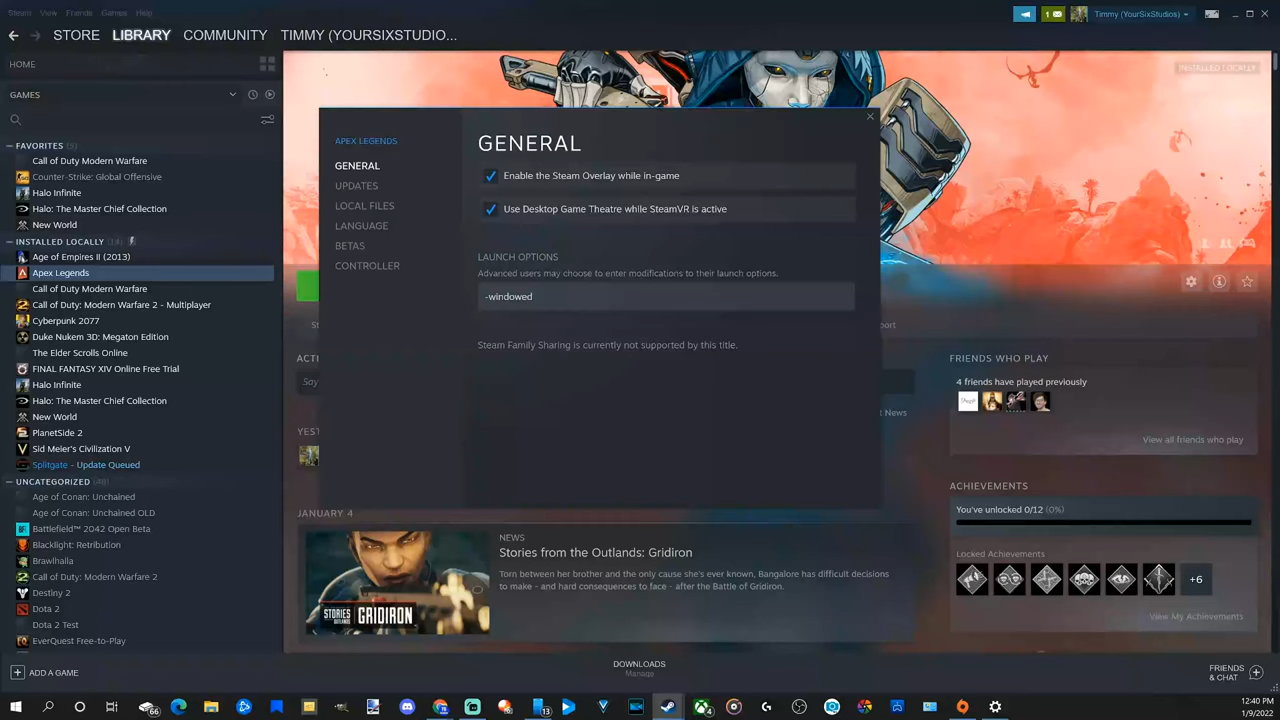 Steam View Friends Games Help
1
Timmy (YourSixStudios)
STORE LIBRARY COMMUNITY TIMMY (YOURSIXSTUDIO...
HOME
INSTALLED LOCALLY
GAMES
FAVORITES (5)
Call of Duty Modern Warfare
Counter-Strike: Global Offensive
Halo Infinite
Halo: The Master Chief Collection
New World
INSTALLED LOCALLY (14)
Age of Empires II (2013)
Apex Legends
Call of Duty: Modern Warfare
Call of Duty: Modern Warfare 2 - Multiplayer
Cyberpunk 2077
Duke Nukem 3D: Megaton Edition
The Elder Scrolls Online
FINAL FANTASY XIV Online Free Trial
Halo Infinite
Halo: The Master Chief Collection
New World
PlanetSide 2
Sid Meier's Civilization V
Splitgate - Update Queued
UNCATEGORIZED (48)
Age of Conan: Unchained
Age of Conan: Unchained OLD
Battlefield™ 2042 Open Beta
Blacklight: Retribution
Brawlhalla
Call of Duty: Modern Warfare 2
Destiny 2
Dota 2
Dota 2 Test
EverQuest Free-to-Play
ADD A GAME
APEX LEGENDS
GENERAL
UPDATES
LOCAL FILES
LANGUAGE
BETAS
CONTROLLER
GENERAL
Enable the Steam Overlay while in-game
Use Desktop Game Theatre while SteamVR is active
LAUNCH OPTIONS
Advanced users may choose to enter modifications to their launch options.
-windowed
Steam Family Sharing is currently not supported by this title.
St
port
ACTI
Say
t News
YEST
JANUARY 4
NEWS
Stories from the Outlands: Gridiron
Torn between her brother and the only cause she's ever known, Bangalore has difficult decisions
to make - and hard consequences to face - after the Battle of Gridiron.
STORIES GRIDIRON
FRIENDS WHO PLAY
4 friends have played previously
View all friends who play
ACHIEVEMENTS
You've unlocked 0/12 (0%)
Locked Achievements
+6
View My Achievements
DOWNLOADS
Manage
FRIENDS
& CHAT
66
13
4
12:40 PM
1/9/2022